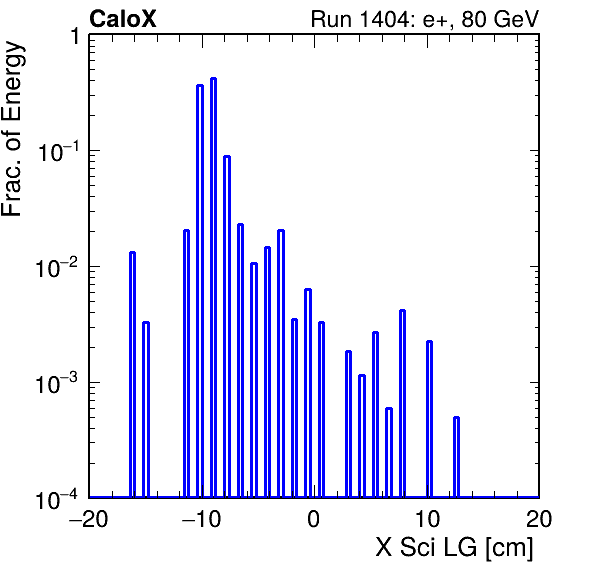 CaloX Run 1404: e+, 80 GeV
Frac. of Energy
1
10⁻¹
10⁻²
10⁻³
10⁻⁴
−20 −10 0 10 20
X Sci LG [cm]